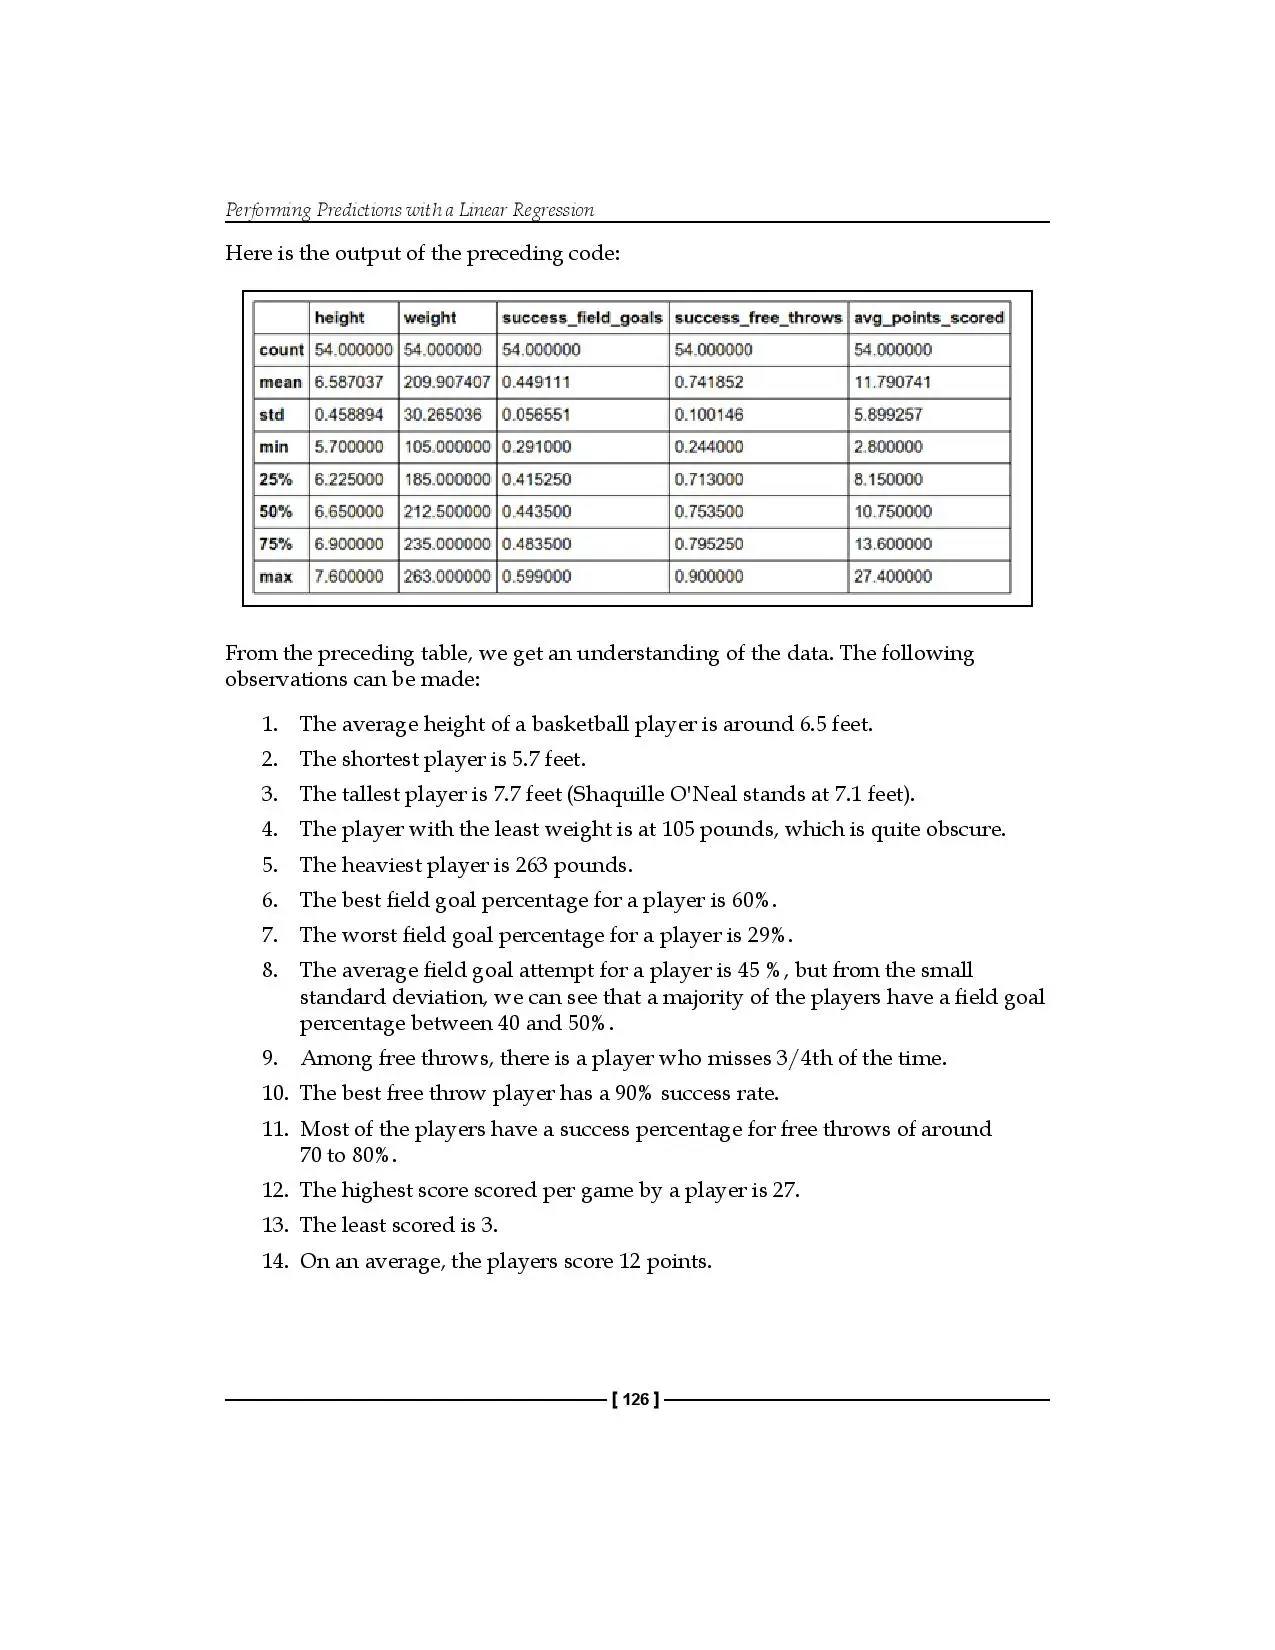 Performing Predictions with a Linear Regression
Here is the output of the preceding code:
height weight success_field_goals success_free_throws avg_points_scored
count 54.000000 54.000000 54.000000 54.000000 54.000000
mean 6.587037 209.907407 0.449111 0.741852 11.790741
std 0.458894 30.265036 0.056551 0.100146 5.899257
min 5.700000 105.000000 0.291000 0.244000 2.800000
25% 6.225000 185.000000 0.415250 0.713000 8.150000
50% 6.650000 212.500000 0.443500 0.753500 10.750000
75% 6.900000 235.000000 0.483500 0.795250 13.600000
max 7.600000 263.000000 0.599000 0.900000 27.400000
From the preceding table, we get an understanding of the data. The following
observations can be made:
1. The average height of a basketball player is around 6.5 feet.
2. The shortest player is 5.7 feet.
3. The tallest player is 7.7 feet (Shaquille O'Neal stands at 7.1 feet).
4. The player with the least weight is at 105 pounds, which is quite obscure.
5. The heaviest player is 263 pounds.
6. The best field goal percentage for a player is 60%.
7. The worst field goal percentage for a player is 29%.
8. The average field goal attempt for a player is 45 %, but from the small
standard deviation, we can see that a majority of the players have a field goal
percentage between 40 and 50%.
9. Among free throws, there is a player who misses 3/4th of the time.
10. The best free throw player has a 90% success rate.
11. Most of the players have a success percentage for free throws of around
70 to 80%.
12. The highest score scored per game by a player is 27.
13. The least scored is 3.
14. On an average, the players score 12 points.
[ 126 ]